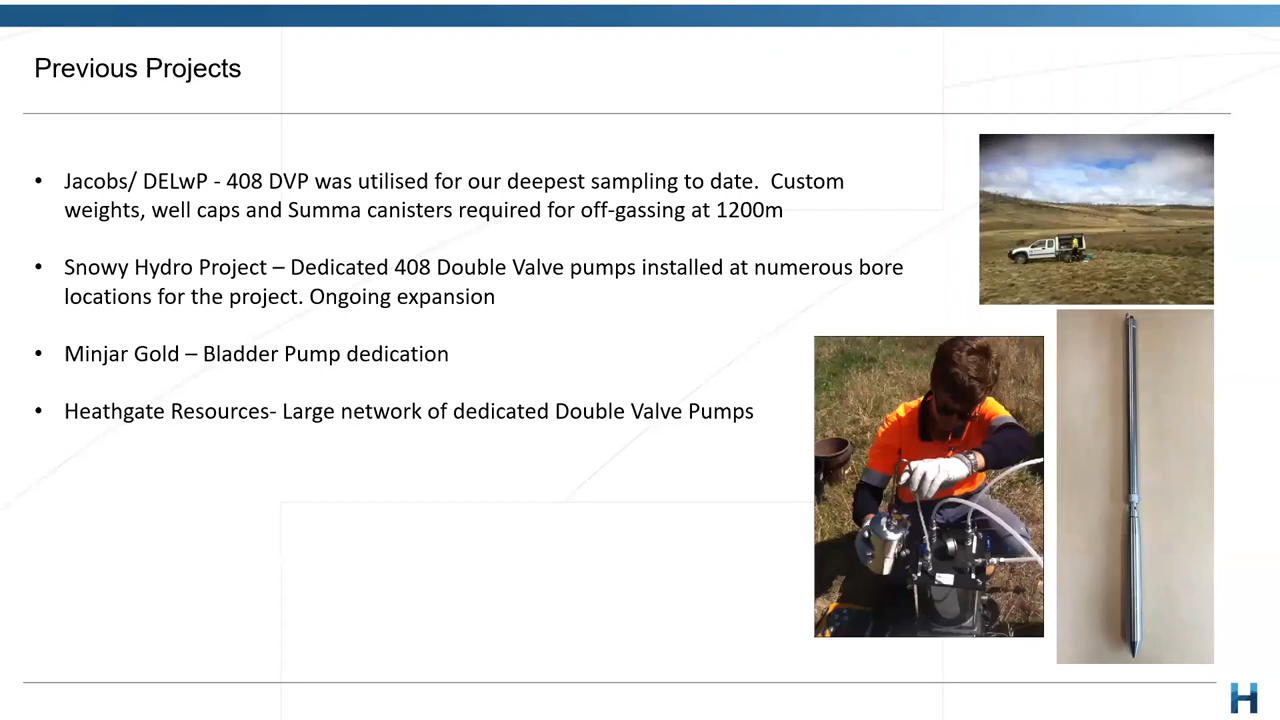 Previous Projects
• Jacobs/ DELwP - 408 DVP was utilised for our deepest sampling to date.  Custom
weights, well caps and Summa canisters required for off-gassing at 1200m
• Snowy Hydro Project – Dedicated 408 Double Valve pumps installed at numerous bore
locations for the project. Ongoing expansion
• Minjar Gold – Bladder Pump dedication
• Heathgate Resources- Large network of dedicated Double Valve Pumps
H